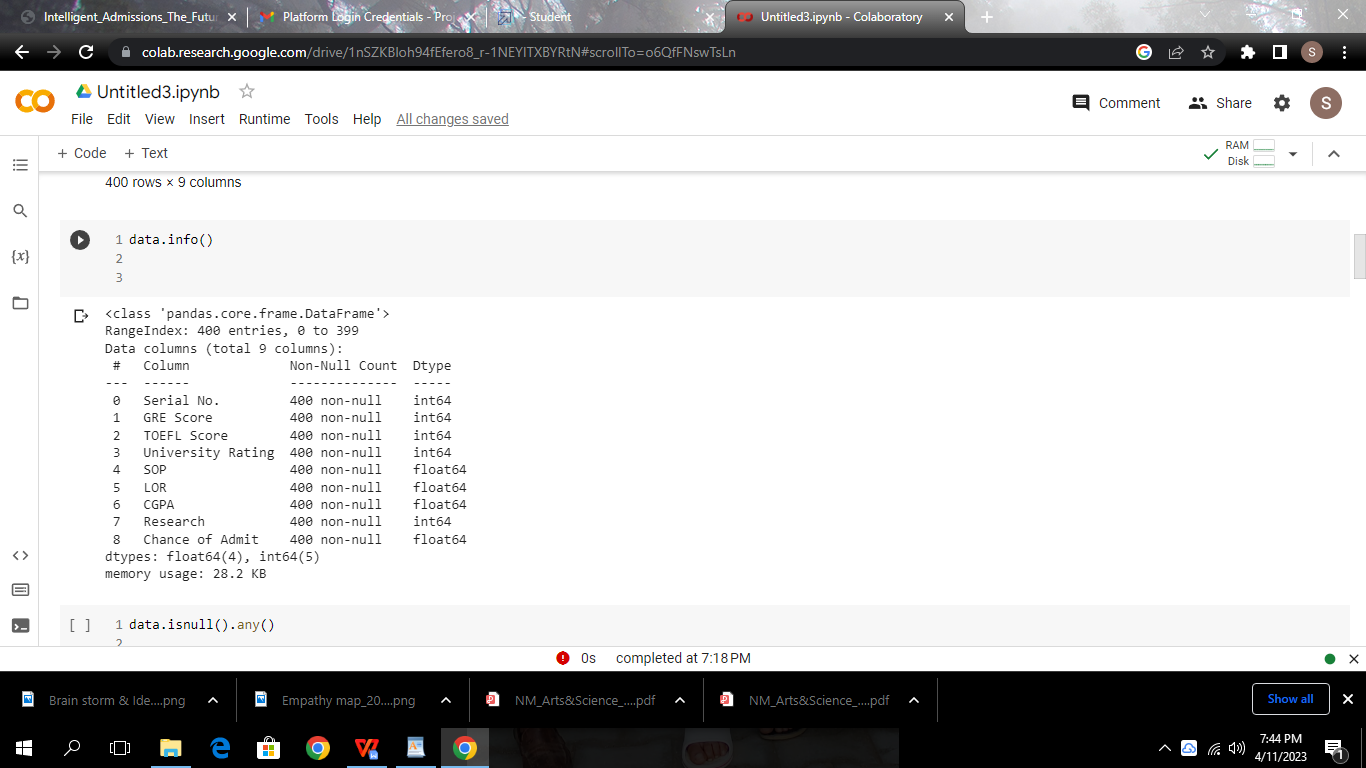 Intelligent_Admissions_The_Futu
Platform Login Credentials - Pro
- Student
Untitled3.ipynb - Colaboratory
colab.research.google.com/drive/1nSZKBloh94fEfero8_r-1NEYITXBYRtN#scrollTo=o6QfFNswTsLn
S
Untitled3.ipynb
Comment
Share
S
File Edit View Insert Runtime Tools Help All changes saved
+ Code + Text
RAM
Disk
400 rows × 9 columns
1 data.info()
2
3
{x}
<class 'pandas.core.frame.DataFrame'>
RangeIndex: 400 entries, 0 to 399
Data columns (total 9 columns):
# Column Non-Null Count Dtype
--- ------ -------------- -----
0 Serial No. 400 non-null int64
1 GRE Score 400 non-null int64
2 TOEFL Score 400 non-null int64
3 University Rating 400 non-null int64
4 SOP 400 non-null float64
5 LOR 400 non-null float64
6 CGPA 400 non-null float64
7 Research 400 non-null int64
8 Chance of Admit 400 non-null float64
dtypes: float64(4), int64(5)
memory usage: 28.2 KB
[ ] 1 data.isnull().any()
2
0s completed at 7:18 PM
Brain storm & Ide....png
Empathy map_20....png
NM_Arts&Science_....pdf
NM_Arts&Science_....pdf
Show all
7:44 PM
4/11/2023
1